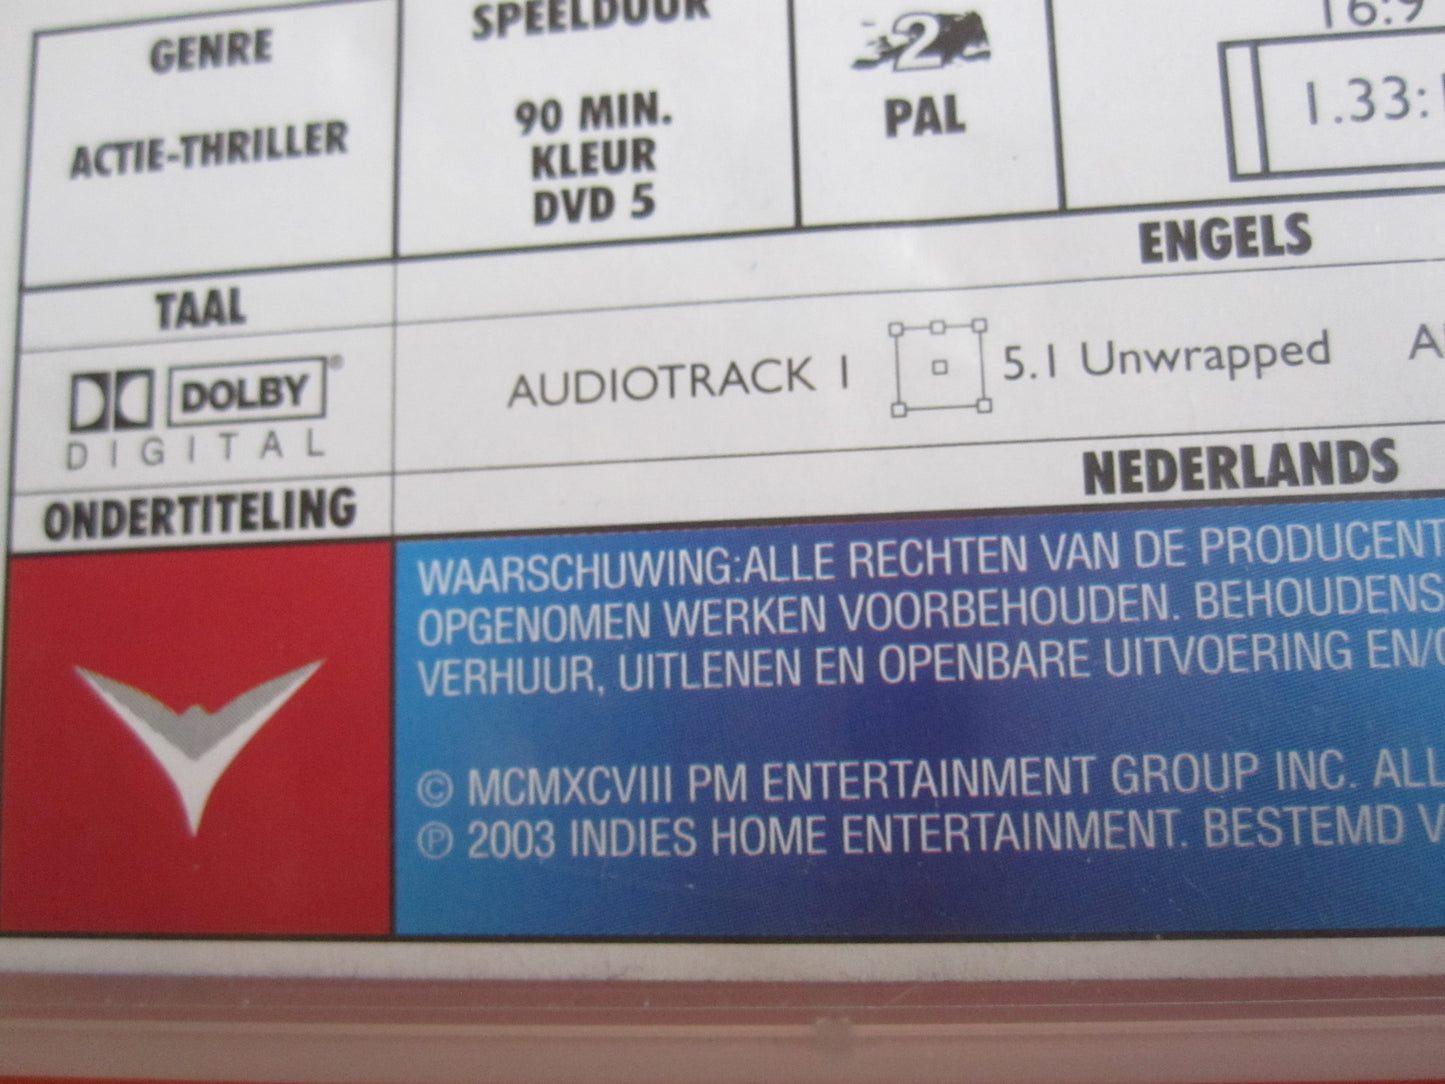 GENRE
ACTIE-THRILLER
SPEELDUUR
90 MIN.
KLEUR
DVD 5
2
PAL
16:9
1.33:
TAAL
ENGELS
DOLBY®
DIGITAL
AUDIOTRACK 1 5.1 Unwrapped
ONDERTITELING
NEDERLANDS
WAARSCHUWING:ALLE RECHTEN VAN DE PRODUCENT
OPGENOMEN WERKEN VOORBEHOUDEN. BEHOUDENS
VERHUUR, UITLENEN EN OPENBARE UITVOERING EN/
© MCMXCVIII PM ENTERTAINMENT GROUP INC. ALL
℗ 2003 INDIES HOME ENTERTAINMENT. BESTEMD V